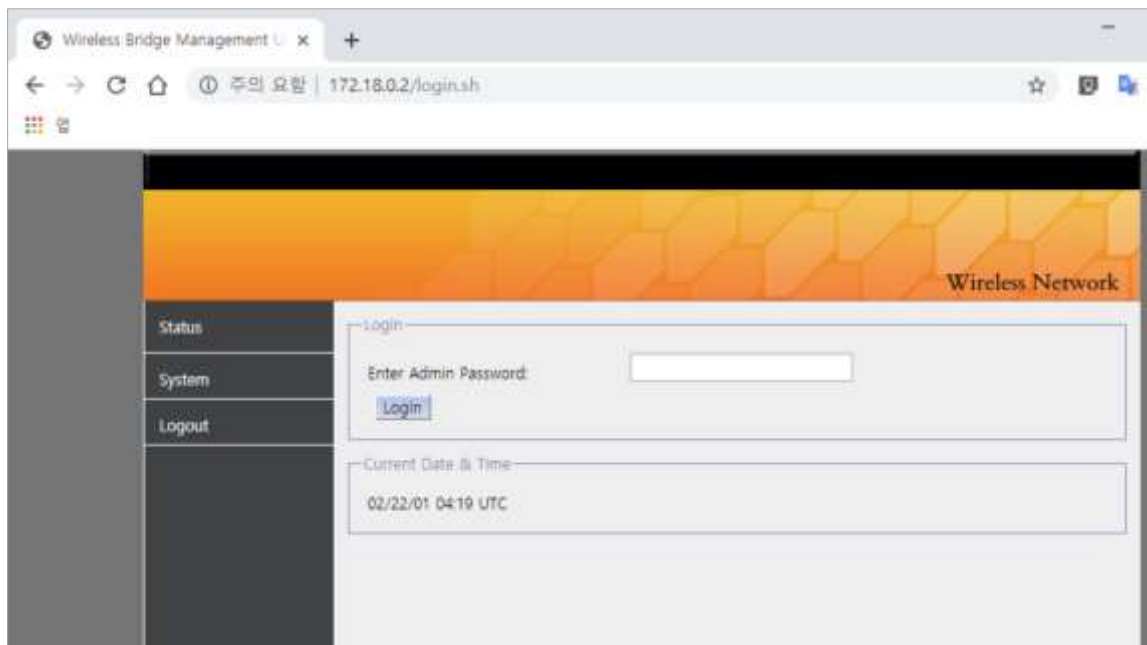 Wireless Bridge Management U
주의 요함 | 172.18.0.2/login.sh
앱
Wireless Network
Status
System
Logout
Login
Enter Admin Password:
Login
Current Date & Time
02/22/01 04:19 UTC